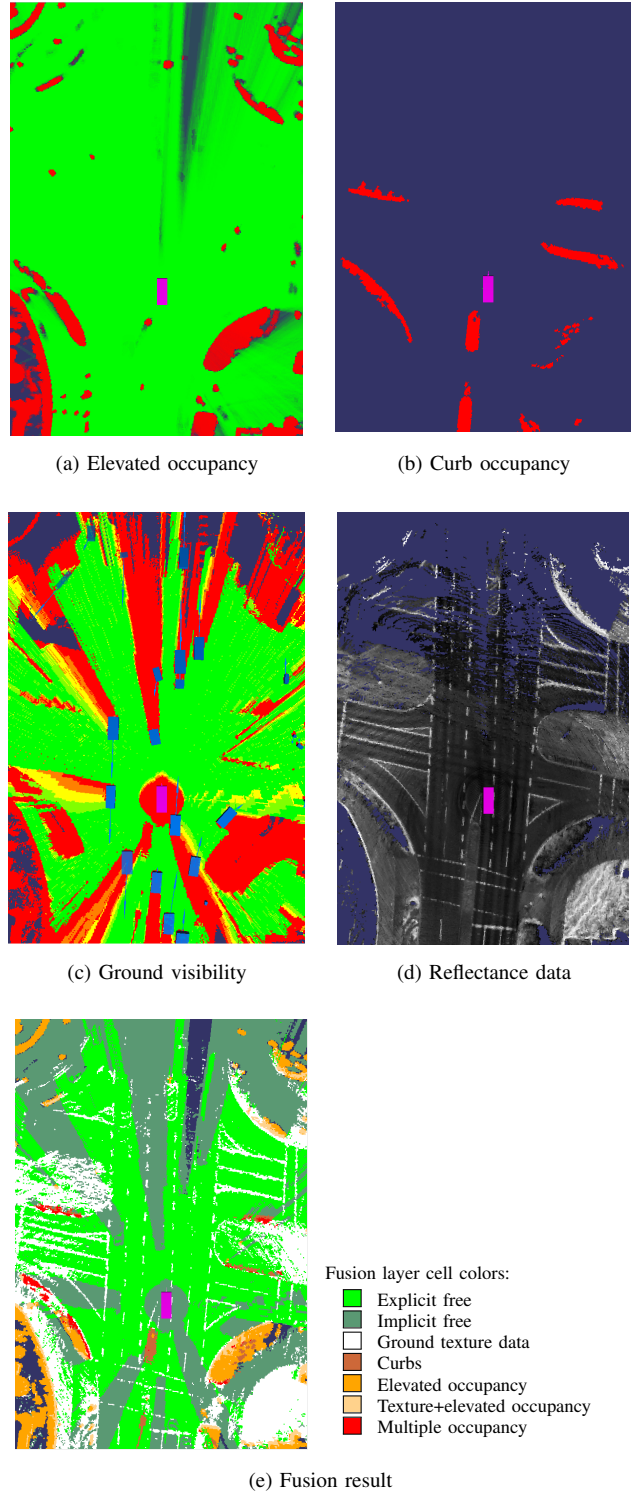 (a) Elevated occupancy
(b) Curb occupancy
(c) Ground visibility
(d) Reflectance data
Fusion layer cell colors:
Explicit free
Implicit free
Ground texture data
Curbs
Elevated occupancy
Texture+elevated occupancy
Multiple occupancy
(e) Fusion result